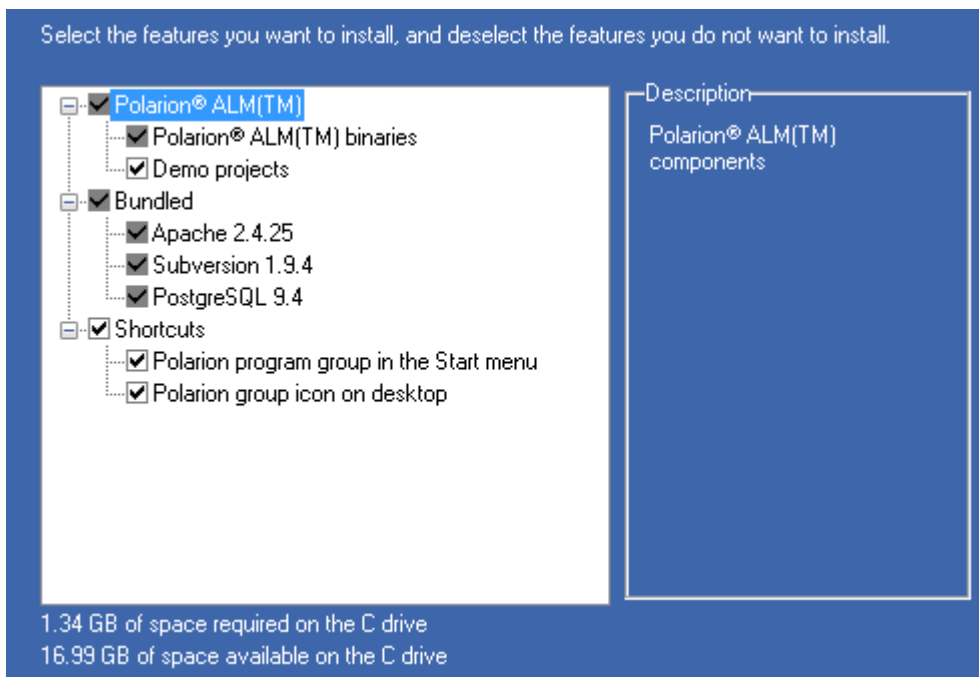 Select the features you want to install, and deselect the features you do not want to install.
Polarion® ALM(TM)
Polarion® ALM(TM) binaries
Demo projects
Bundled
Apache 2.4.25
Subversion 1.9.4
PostgreSQL 9.4
Shortcuts
Polarion program group in the Start menu
Polarion group icon on desktop
Description
Polarion® ALM(TM)
components
1.34 GB of space required on the C drive
16.99 GB of space available on the C drive